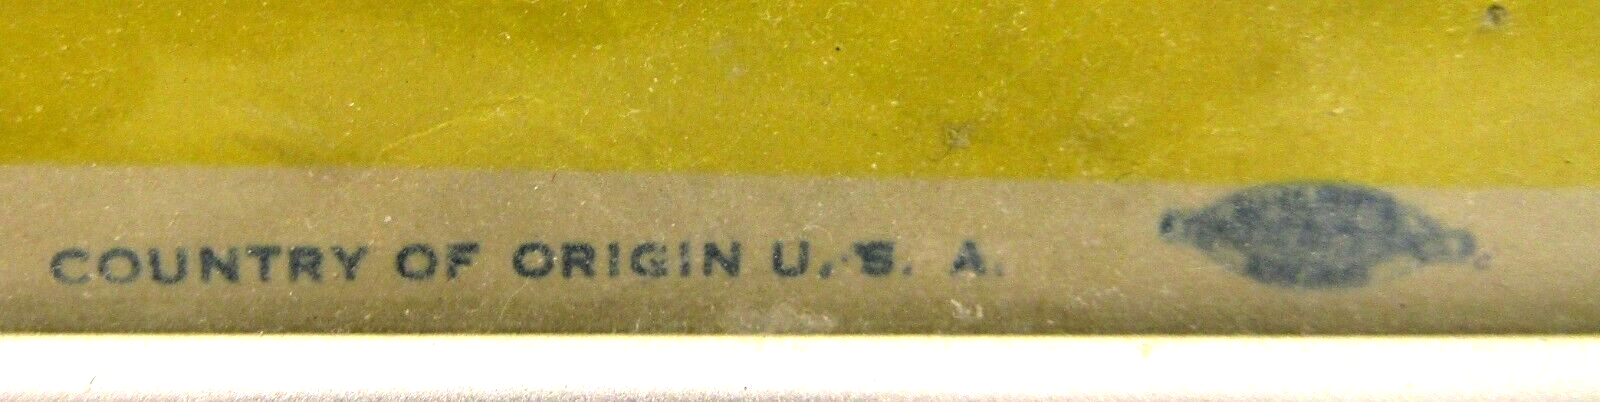 COUNTRY OF ORIGIN U. S. A.